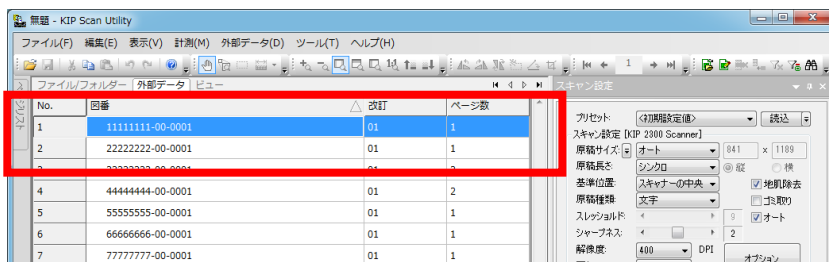 無題 - KIP Scan Utility
ファイル(F) 編集(E) 表示(V) 計測(M) 外部データ(D) ツール(T) ヘルプ(H)
1
ファイル/フォルダー 外部データ ビュー
スキャン設定
No. 図番 改訂 ページ数
1 11111111-00-0001 01 1
2 22222222-00-0001 01 1
4 44444444-00-0001 01 2
5 55555555-00-0001 01 1
6 66666666-00-0001 01 1
7 77777777-00-0001 01 1
プリセット: <初期設定値> 読込
スキャン設定 [KIP 2300 Scanner]
原稿サイズ: オート 841 x 1189
原稿長さ: シンクロ 縦 横
基準位置: スキャナーの中央 地肌除去
原稿種類: 文字 ゴミ取り
スレッショルド: 9 オート
シャープネス: 2
解像度: 400 DPI
オプション